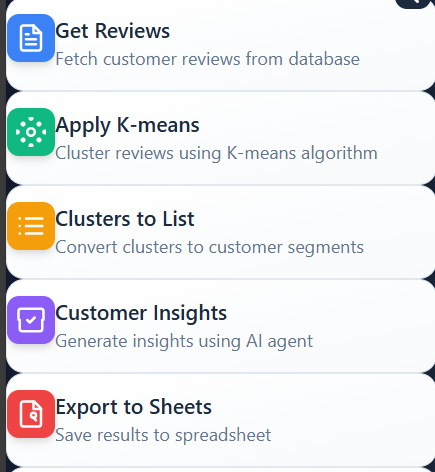 Get Reviews
Fetch customer reviews from database
Apply K-means
Cluster reviews using K-means algorithm
Clusters to List
Convert clusters to customer segments
Customer Insights
Generate insights using AI agent
Export to Sheets
Save results to spreadsheet